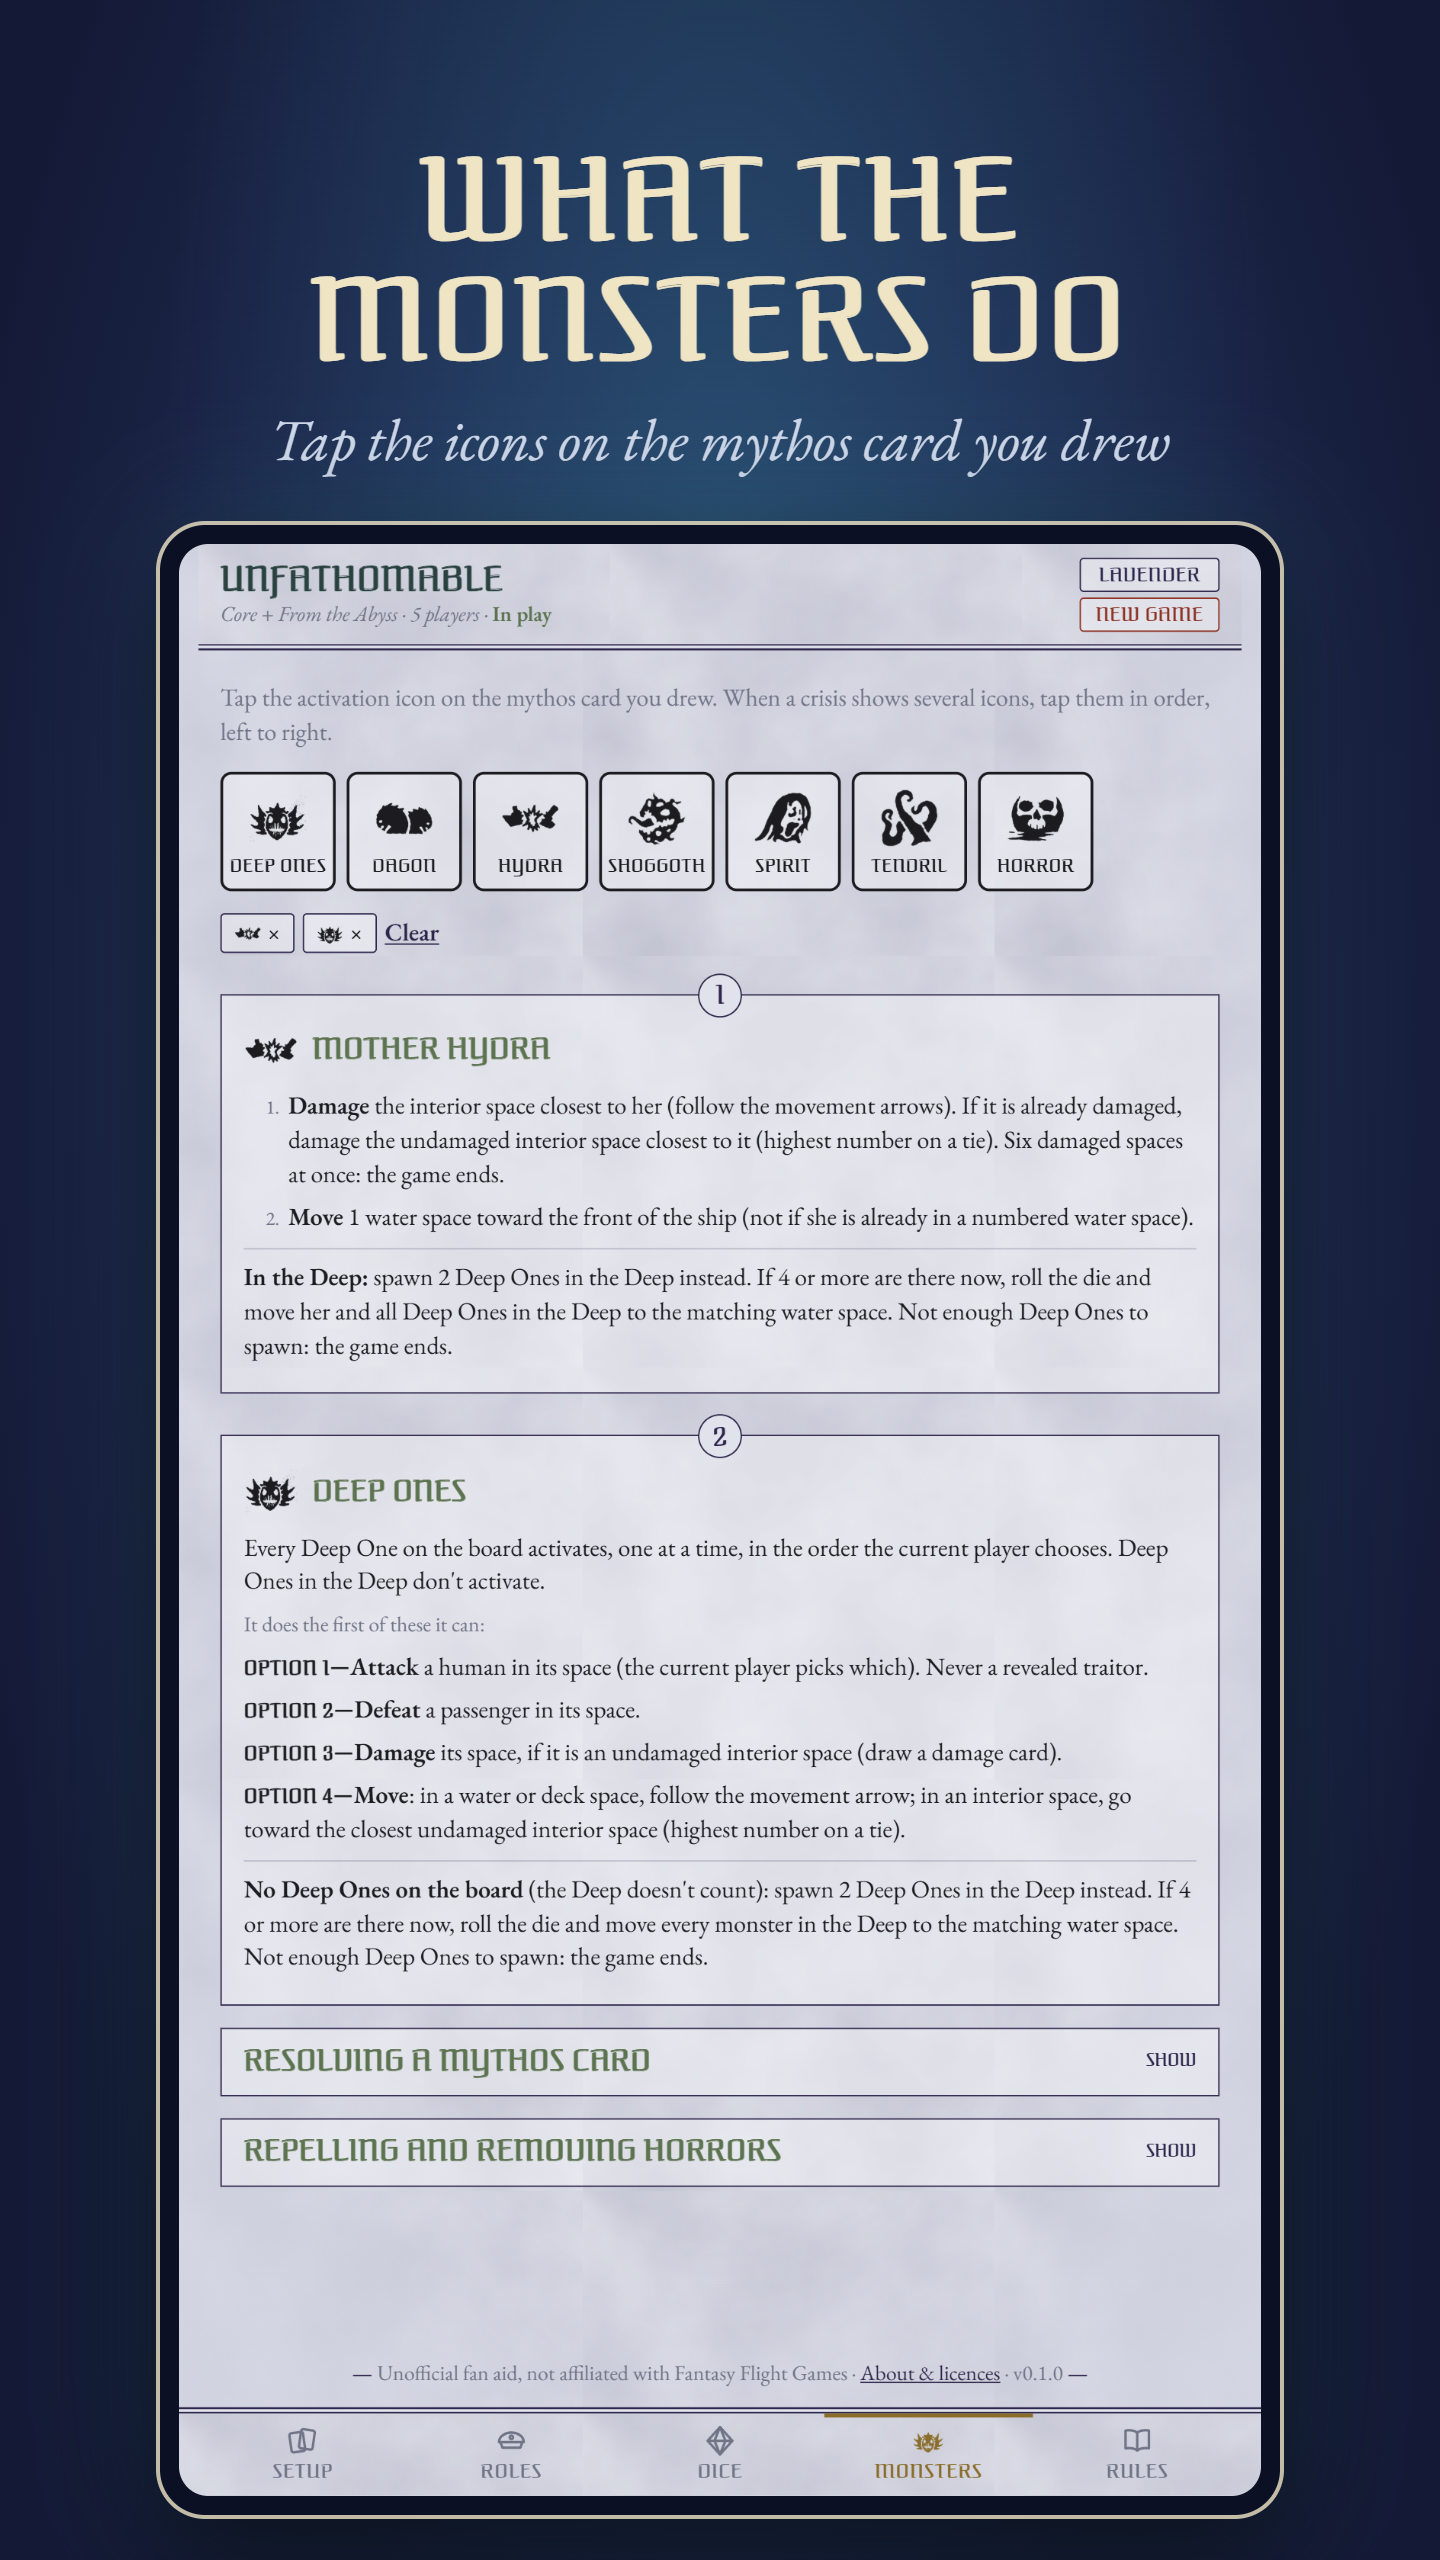 WHAT THE
MONSTERS DO
Tap the icons on the mythos card you drew
UNFATHOMABLE
Core + From the Abyss · 5 players · In play
LAVENDER
NEW GAME
Tap the activation icon on the mythos card you drew. When a crisis shows several icons, tap them in order,
left to right.
DEEP ONES
DAGON
HYDRA
SHOGGOTH
SPIRIT
TENDRIL
HORROR
×
×
Clear
1
MOTHER HYDRA
1. Damage the interior space closest to her (follow the movement arrows). If it is already damaged,
damage the undamaged interior space closest to it (highest number on a tie). Six damaged spaces
at once: the game ends.
2. Move 1 water space toward the front of the ship (not if she is already in a numbered water space).
In the Deep: spawn 2 Deep Ones in the Deep instead. If 4 or more are there now, roll the die and
move her and all Deep Ones in the Deep to the matching water space. Not enough Deep Ones to
spawn: the game ends.
2
DEEP ONES
Every Deep One on the board activates, one at a time, in the order the current player chooses. Deep
Ones in the Deep don't activate.
It does the first of these it can:
OPTION 1—Attack a human in its space (the current player picks which). Never a revealed traitor.
OPTION 2—Defeat a passenger in its space.
OPTION 3—Damage its space, if it is an undamaged interior space (draw a damage card).
OPTION 4—Move: in a water or deck space, follow the movement arrow; in an interior space, go
toward the closest undamaged interior space (highest number on a tie).
No Deep Ones on the board (the Deep doesn't count): spawn 2 Deep Ones in the Deep instead. If 4
or more are there now, roll the die and move every monster in the Deep to the matching water space.
Not enough Deep Ones to spawn: the game ends.
RESOLVING A MYTHOS CARD
SHOW
REPELLING AND REMOVING HORRORS
SHOW
— Unofficial fan aid, not affiliated with Fantasy Flight Games · About & licences · v0.1.0 —
SETUP
ROLES
DICE
MONSTERS
RULES